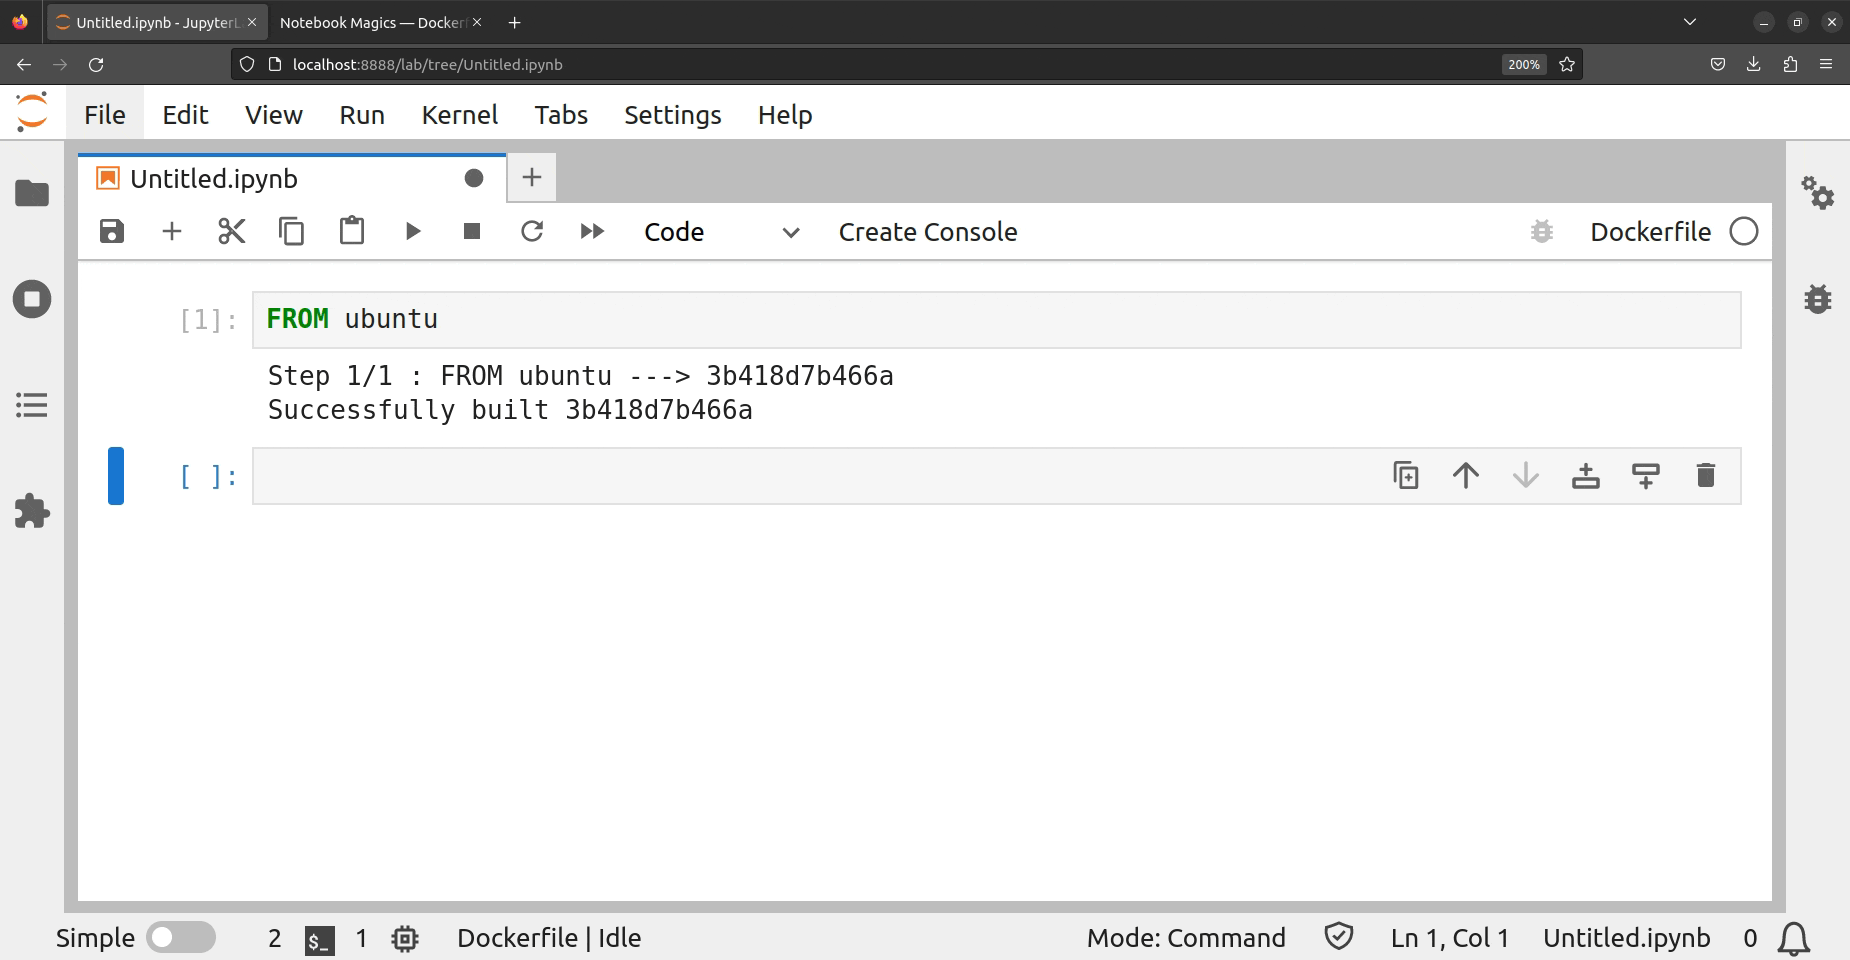 Untitled.ipynb - JupyterL
Notebook Magics — Dockerf
localhost:8888/lab/tree/Untitled.ipynb
200%
File Edit View Run Kernel Tabs Settings Help
Untitled.ipynb
Code
Create Console
Dockerfile
[1]:
FROM ubuntu
Step 1/1 : FROM ubuntu ---> 3b418d7b466a
Successfully built 3b418d7b466a
[ ]:
Simple
2
$_
1
Dockerfile | Idle
Mode: Command
Ln 1, Col 1
Untitled.ipynb
0